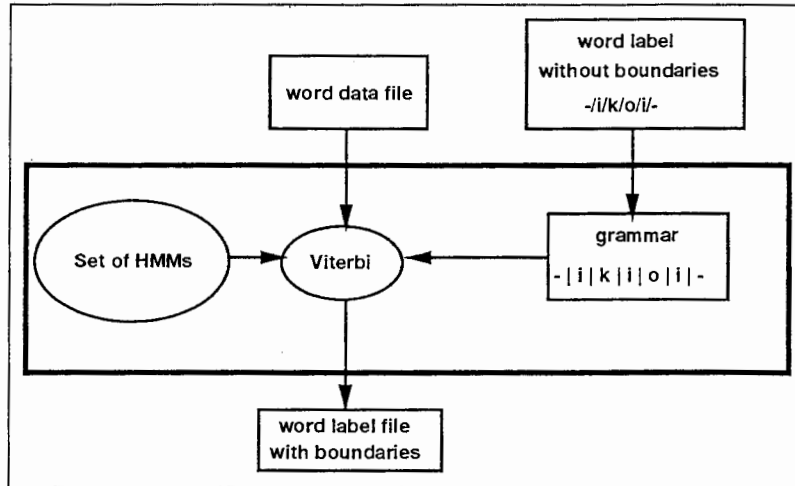 word label
without boundaries
-/i/k/o/i/-
word data file
grammar
- | i | k | i | o | i | -
Set of HMMs
Viterbi
word label file
with boundaries